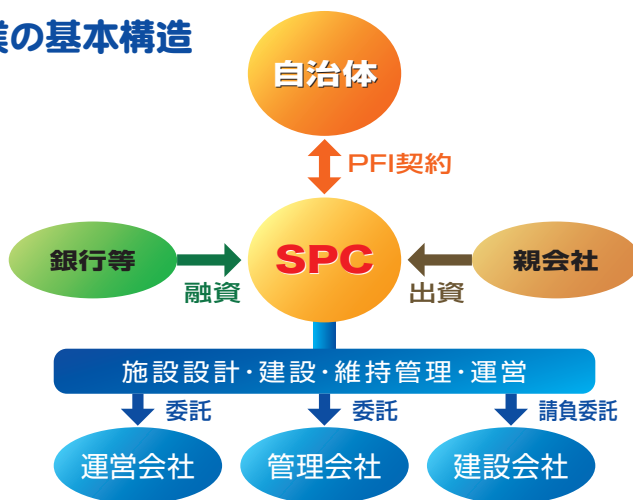 業の基本構造
自治体
PFI契約
銀行等
融資
SPC
出資
親会社
施設設計・建設・維持管理・運営
委託
委託
請負委託
運営会社
管理会社
建設会社